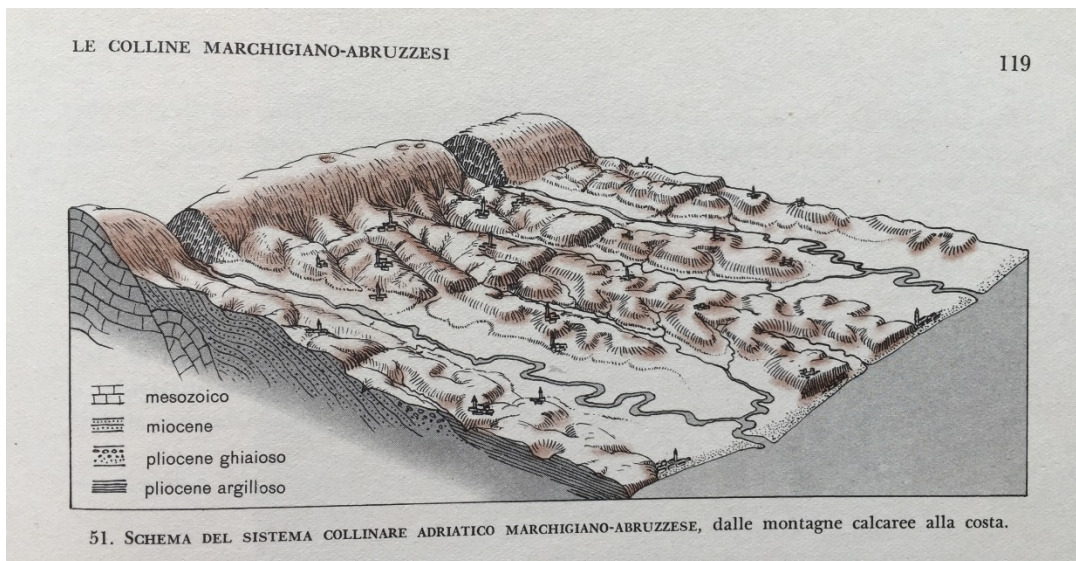 LE COLLINE MARCHIGIANO-ABRUZZESI
119
mesozoico
miocene
pliocene ghiaioso
pliocene argilloso
51. SCHEMA DEL SISTEMA COLLINARE ADRIATICO MARCHIGIANO-ABRUZZESE, dalle montagne calcaree alla costa.